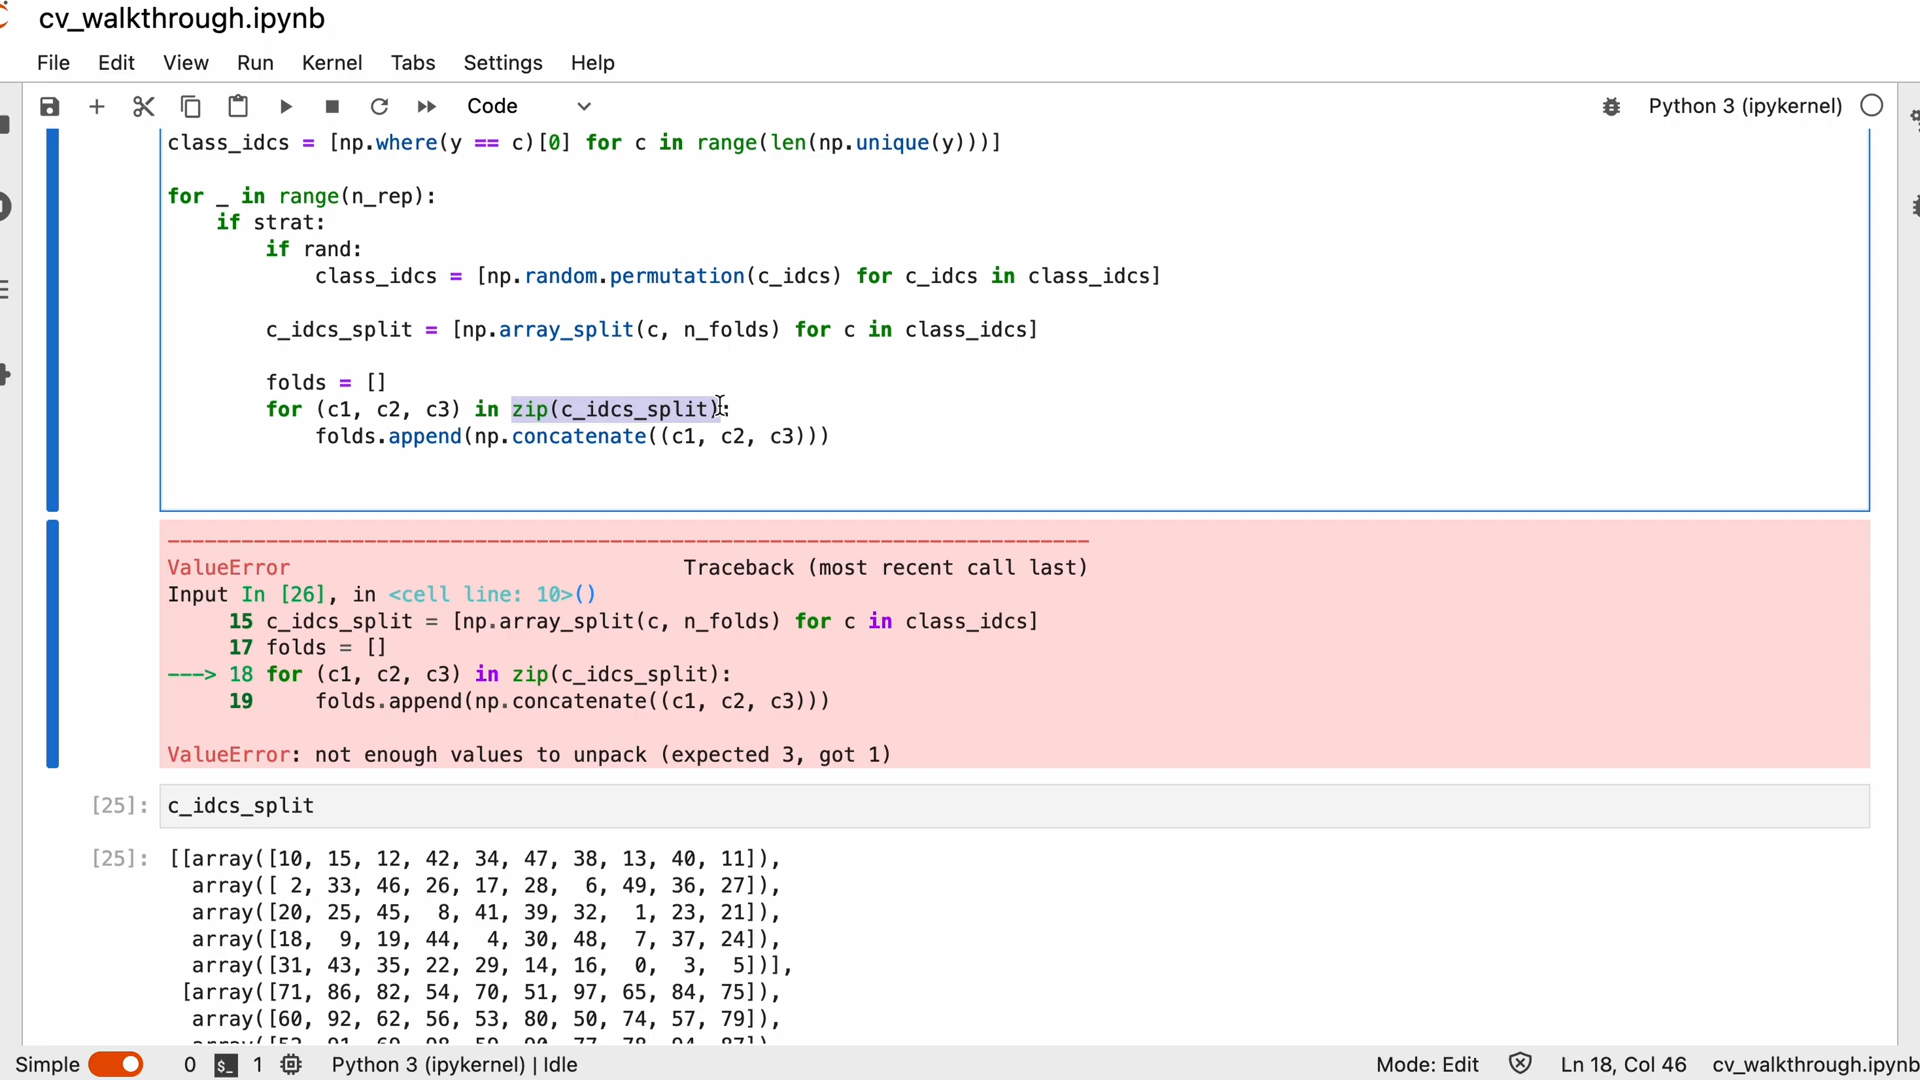 cv_walkthrough.ipynb
File Edit View Run Kernel Tabs Settings Help
Code Python 3 (ipykernel)
class_idcs = [np.where(y == c)[0] for c in range(len(np.unique(y)))]
for _ in range(n_rep):
    if strat:
        if rand:
            class_idcs = [np.random.permutation(c_idcs) for c_idcs in class_idcs]
        c_idcs_split = [np.array_split(c, n_folds) for c in class_idcs]
        folds = []
        for (c1, c2, c3) in zip(c_idcs_split):
            folds.append(np.concatenate((c1, c2, c3)))
---------------------------------------------------------------------------
ValueError                                Traceback (most recent call last)
Input In [26], in <cell line: 10>()
     15 c_idcs_split = [np.array_split(c, n_folds) for c in class_idcs]
     17 folds = []
---> 18 for (c1, c2, c3) in zip(c_idcs_split):
     19     folds.append(np.concatenate((c1, c2, c3)))
ValueError: not enough values to unpack (expected 3, got 1)
[25]: c_idcs_split
[25]: [[array([10, 15, 12, 42, 34, 47, 38, 13, 40, 11]),
  array([ 2, 33, 46, 26, 17, 28,  6, 49, 36, 27]),
  array([20, 25, 45,  8, 41, 39, 32,  1, 23, 21]),
  array([18,  9, 19, 44,  4, 30, 48,  7, 37, 24]),
  array([31, 43, 35, 22, 29, 14, 16,  0,  3,  5])],
 [array([71, 86, 82, 54, 70, 51, 97, 65, 84, 75]),
  array([60, 92, 62, 56, 53, 80, 50, 74, 57, 79]),
Simple 0 $_ 1 Python 3 (ipykernel) | Idle Mode: Edit Ln 18, Col 46 cv_walkthrough.ipynb